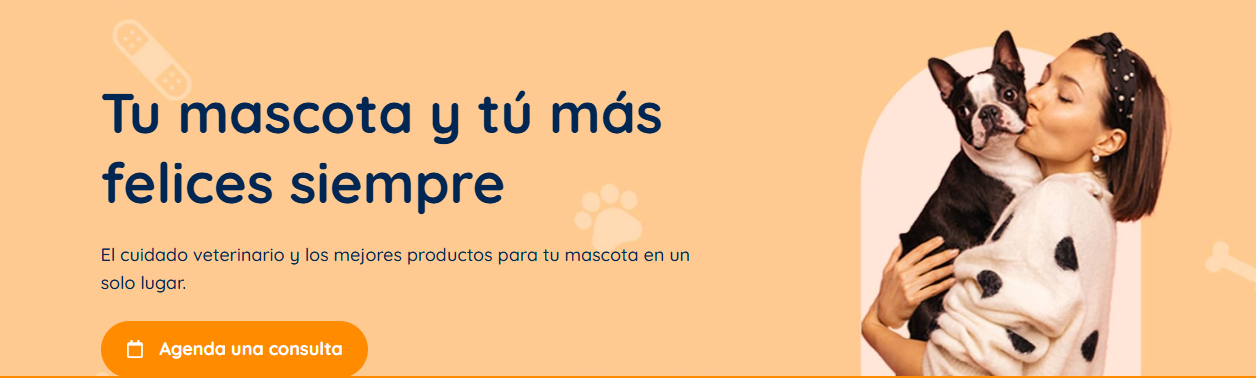 Tu mascota y tú más
felices siempre
El cuidado veterinario y los mejores productos para tu mascota en un
solo lugar.
Agenda una consulta